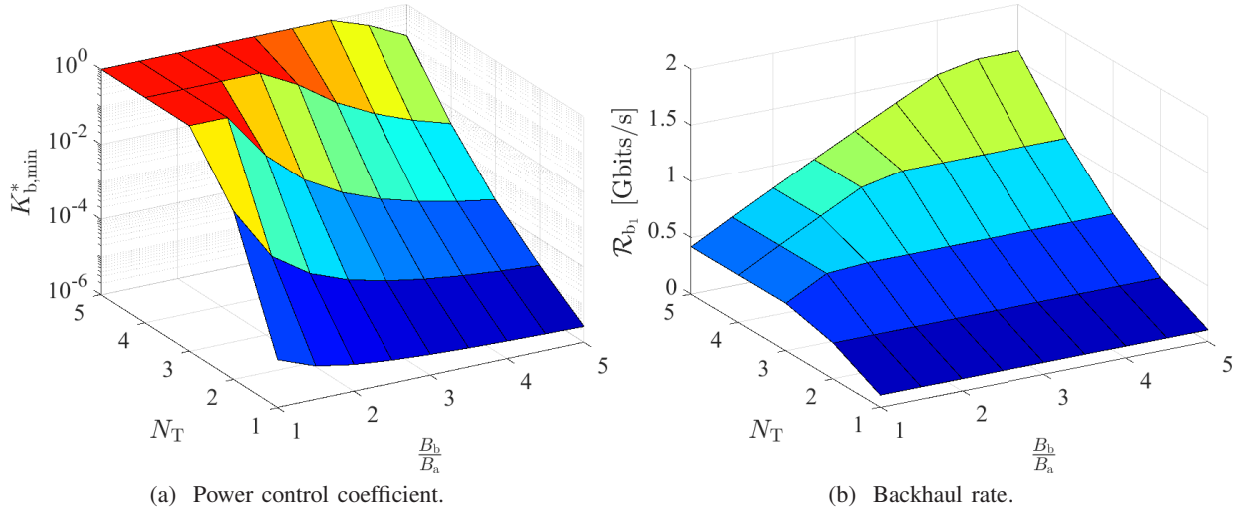 10^0
10^{-2}
10^{-4}
10^{-6}
K^*_{b,min}
5
4
3
2
1
N_T
1
2
3
4
5
B_b
B_a
(a) Power control coefficient.
2
1.5
1
0.5
0
R_{b_1} [Gbits/s]
5
4
3
2
1
N_T
1
2
3
4
5
B_b
B_a
(b) Backhaul rate.